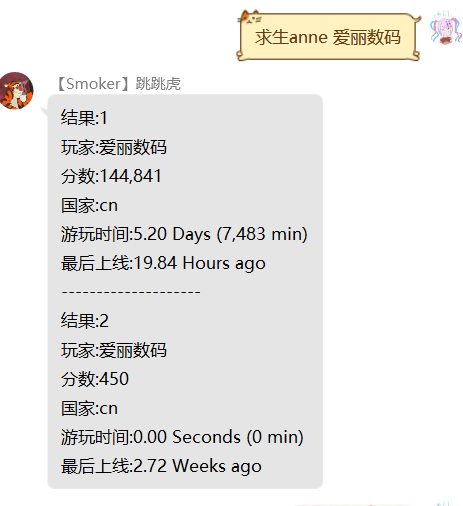 求生anne 爱丽数码
【Smoker】跳跳虎
结果:1
玩家:爱丽数码
分数:144,841
国家:cn
游玩时间:5.20 Days (7,483 min)
最后上线:19.84 Hours ago
--------------------
结果:2
玩家:爱丽数码
分数:450
国家:cn
游玩时间:0.00 Seconds (0 min)
最后上线:2.72 Weeks ago